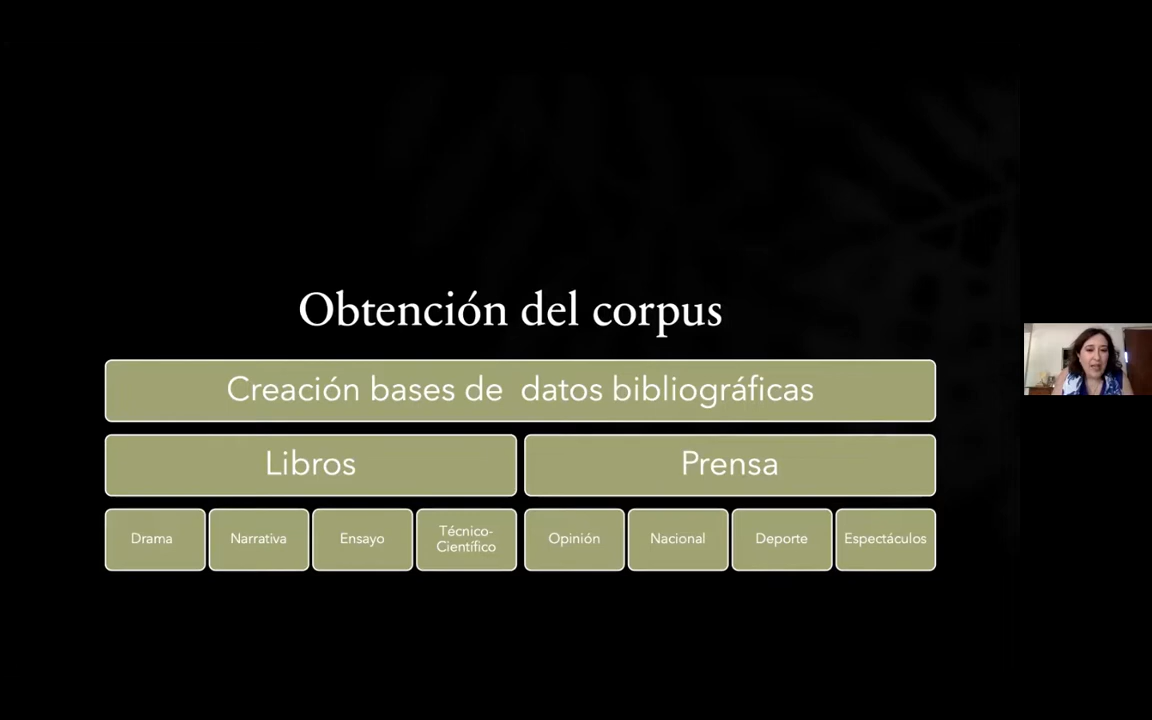 Obtención del corpus
Creación bases de  datos bibliográficas
Libros
Prensa
Drama
Narrativa
Ensayo
Técnico-
Científico
Opinión
Nacional
Deporte
Espectáculos